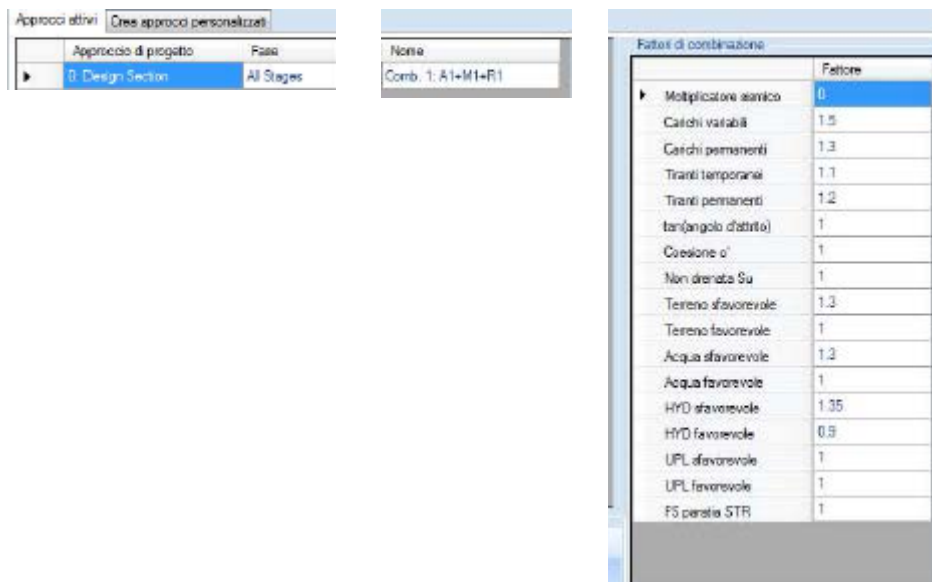 Approcci attivi Crea approcci personalizzati
Approccio di progetto Fase
0: Design Section All Stages
Nome
Comb. 1: A1+M1+R1
Fattori di combinazione
Fattore
Moltiplicatore sismico 0
Carichi variabili 1.5
Carichi permanenti 1.3
Tiranti temporanei 1.1
Tiranti permanenti 1.2
tan(angolo d'attrito) 1
Coesione c' 1
Non drenata Su 1
Terreno sfavorevole 1.3
Terreno favorevole 1
Acqua sfavorevole 1.3
Acqua favorevole 1
HYD sfavorevole 1.35
HYD favorevole 0.9
UPL sfavorevole 1
UPL favorevole 1
FS paratia STR 1